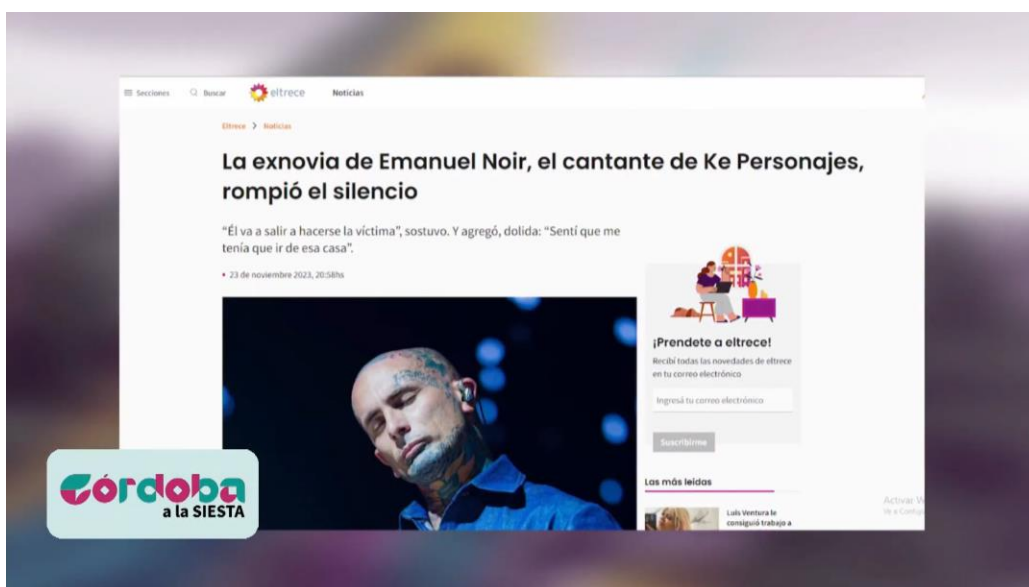 Secciones
Buscar
eltrece
Noticias
Eltrece > Noticias
La exnovia de Emanuel Noir, el cantante de Ke Personajes,
rompió el silencio
“Él va a salir a hacerse la víctima”, sostuvo. Y agregó, dolida: “Sentí que me
tenía que ir de esa casa”.
• 23 de noviembre 2023, 20:58hs
¡Prendete a eltrece!
Recibí todas las novedades de eltrece
en tu correo electrónico
Ingresá tu correo electrónico
Suscribirme
Las más leídas
Luis Ventura le
consiguió trabajo a
Activar W
Córdoba
a la SIESTA